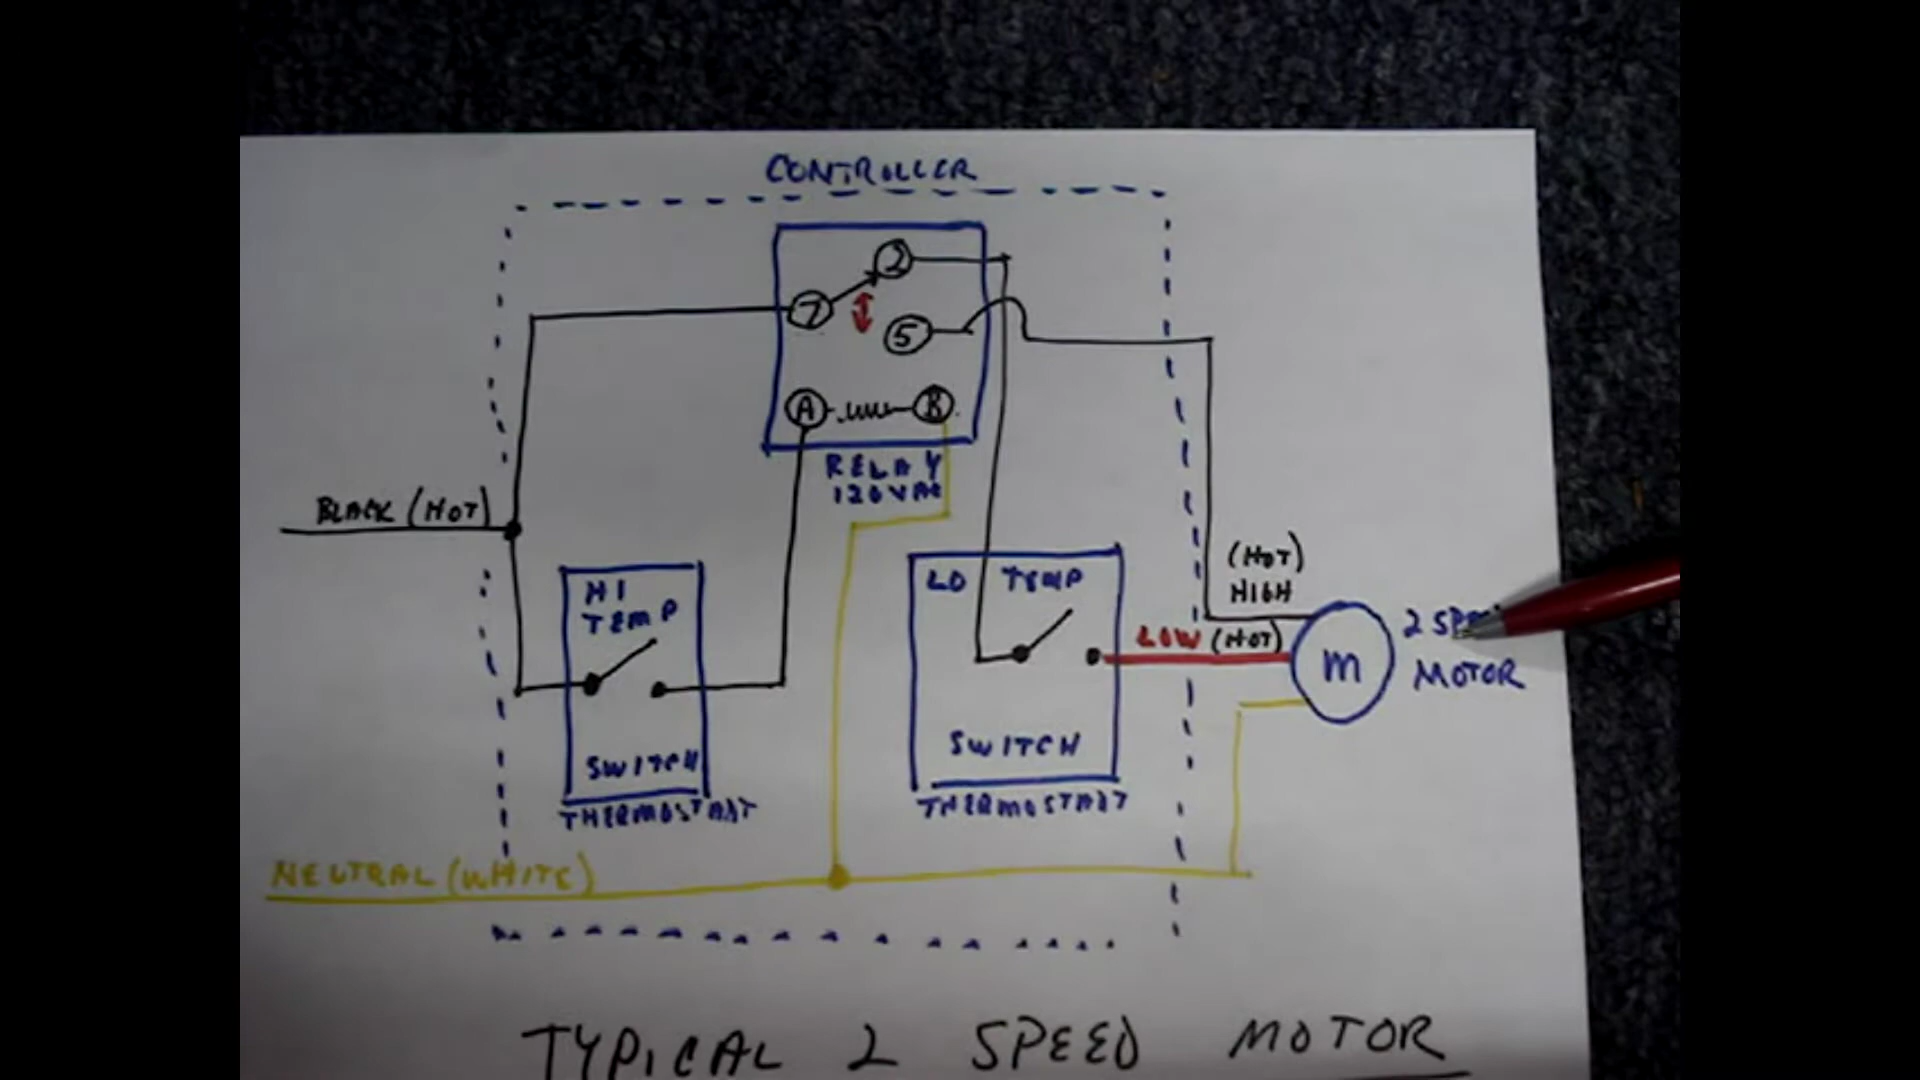 CONTROLLER
2
7
5
A
B
RELAY
120VAC
BLACK (HOT)
HI
TEMP
SWITCH
THERMOSTAT
LO TEMP
SWITCH
THERMOSTAT
(HOT)
HIGH
LOW (HOT)
M
2
MOTOR
NEUTRAL (WHITE)
TYPICAL 2 SPEED MOTOR